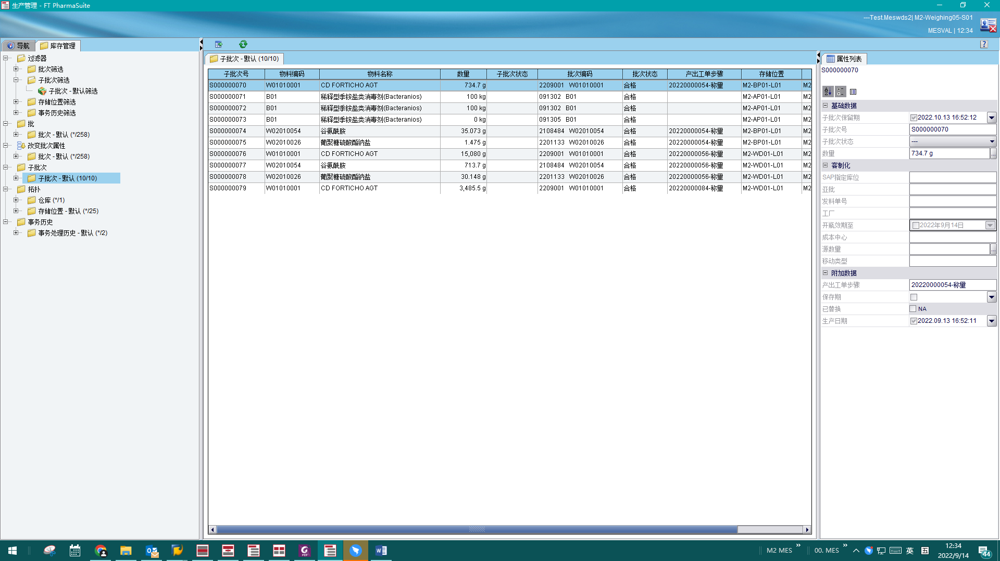 生产管理 - FT PharmaSuite
---Test.Meswds2| M2-Weighing05-S01
MESVAL | 12:34
导航
库存管理
过滤器
批次筛选
子批次筛选
子批次 - 默认筛选
存储位置筛选
事务历史筛选
批
批次 - 默认 (*/258)
改变批次属性
批次 - 默认 (*/258)
子批次
子批次 - 默认 (10/10)
拓扑
仓库 (*/1)
存储位置 - 默认 (*/25)
事务历史
事务处理历史 - 默认 (*/2)
子批次 - 默认 (10/10)
子批次号 物料编码 物料名称 数量 子批次状态 批次编码 批次状态 产出工单步骤 存储位置
S000000070 W01010001 CD FORTICHO AGT 734.7 g 2209001 W01010001 合格 20220000054-称量 M2-BP01-L01 M2
S000000071 B01 稀释型季铵盐类消毒剂(Bacteranios) 100 kg 091302 B01 合格 M2-AP01-L01 M2
S000000072 B01 稀释型季铵盐类消毒剂(Bacteranios) 100 kg 091302 B01 合格 M2-AP01-L01 M2
S000000073 B01 稀释型季铵盐类消毒剂(Bacteranios) 0 kg 091305 B01 合格 M2-AP01-L01 M2
S000000074 W02010054 谷氨酰胺 35.073 g 2108484 W02010054 合格 20220000054-称量 M2-BP01-L01 M2
S000000075 W02010026 葡聚糖硫酸酯钠盐 1.475 g 2201133 W02010026 合格 20220000054-称量 M2-BP01-L01 M2
S000000076 W01010001 CD FORTICHO AGT 15,080 g 2209001 W01010001 合格 20220000056-称量 M2-WD01-L01 M2
S000000077 W02010054 谷氨酰胺 713.7 g 2108484 W02010054 合格 20220000056-称量 M2-WD01-L01 M2
S000000078 W02010026 葡聚糖硫酸酯钠盐 30.148 g 2201133 W02010026 合格 20220000056-称量 M2-WD01-L01 M2
S000000079 W01010001 CD FORTICHO AGT 3,485.5 g 2209001 W01010001 合格 20220000084-称量 M2-WD01-L01 M2
?
属性列表
S000000070
基础数据
子批次保留期 2022.10.13 16:52:12
子批次号 S000000070
子批次状态 ---
数量 734.7 g ...
客制化
SAP指定库位
亚批
发料单号
工厂
开瓶效期至 2022年9月14日
成本中心
源数量 ...
移动类型
附加数据
产出工单步骤 20220000054-称量
保存期
已替换 NA
生产日期 2022.09.13 16:52:11
M2 MES » 00. MES » 英 五 12:34 44
2022/9/14